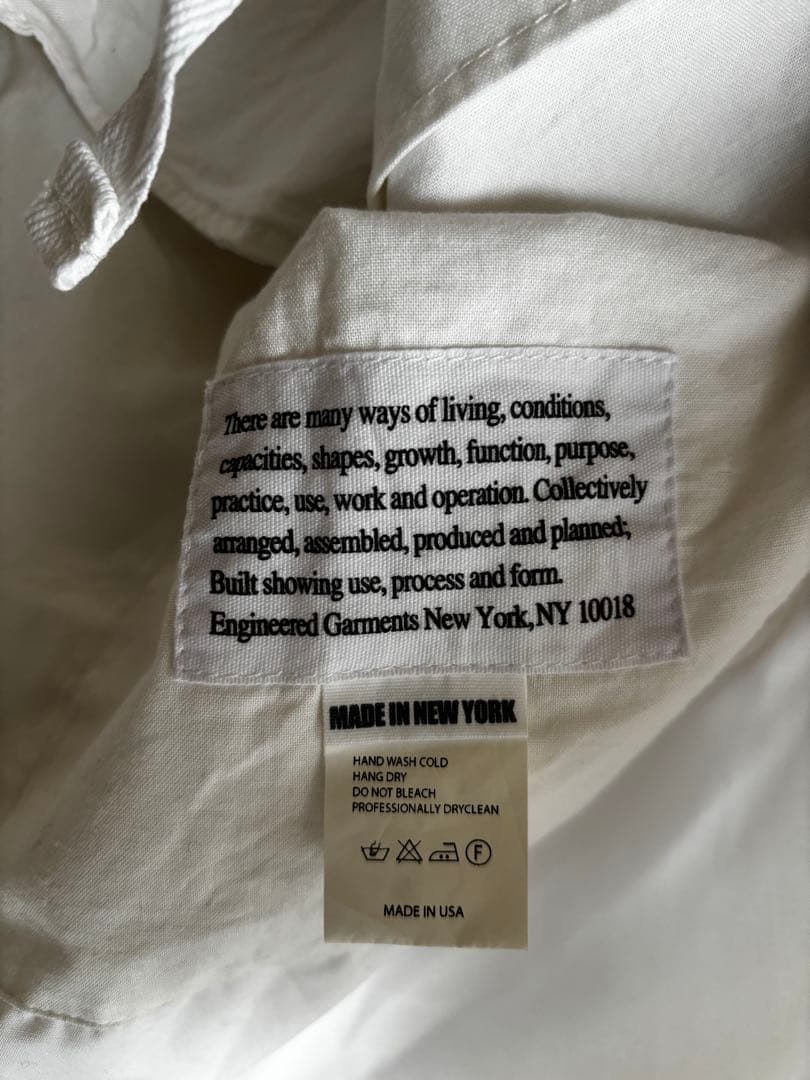 There are many ways of living, conditions,
capacities, shapes, growth, function, purpose,
practice, use, work and operation. Collectively
arranged, assembled, produced and planned;
Built showing use, process and form.
Engineered Garments New York, NY 10018
MADE IN NEW YORK
HAND WASH COLD
HANG DRY
DO NOT BLEACH
PROFESSIONALLY DRYCLEAN
F
MADE IN USA